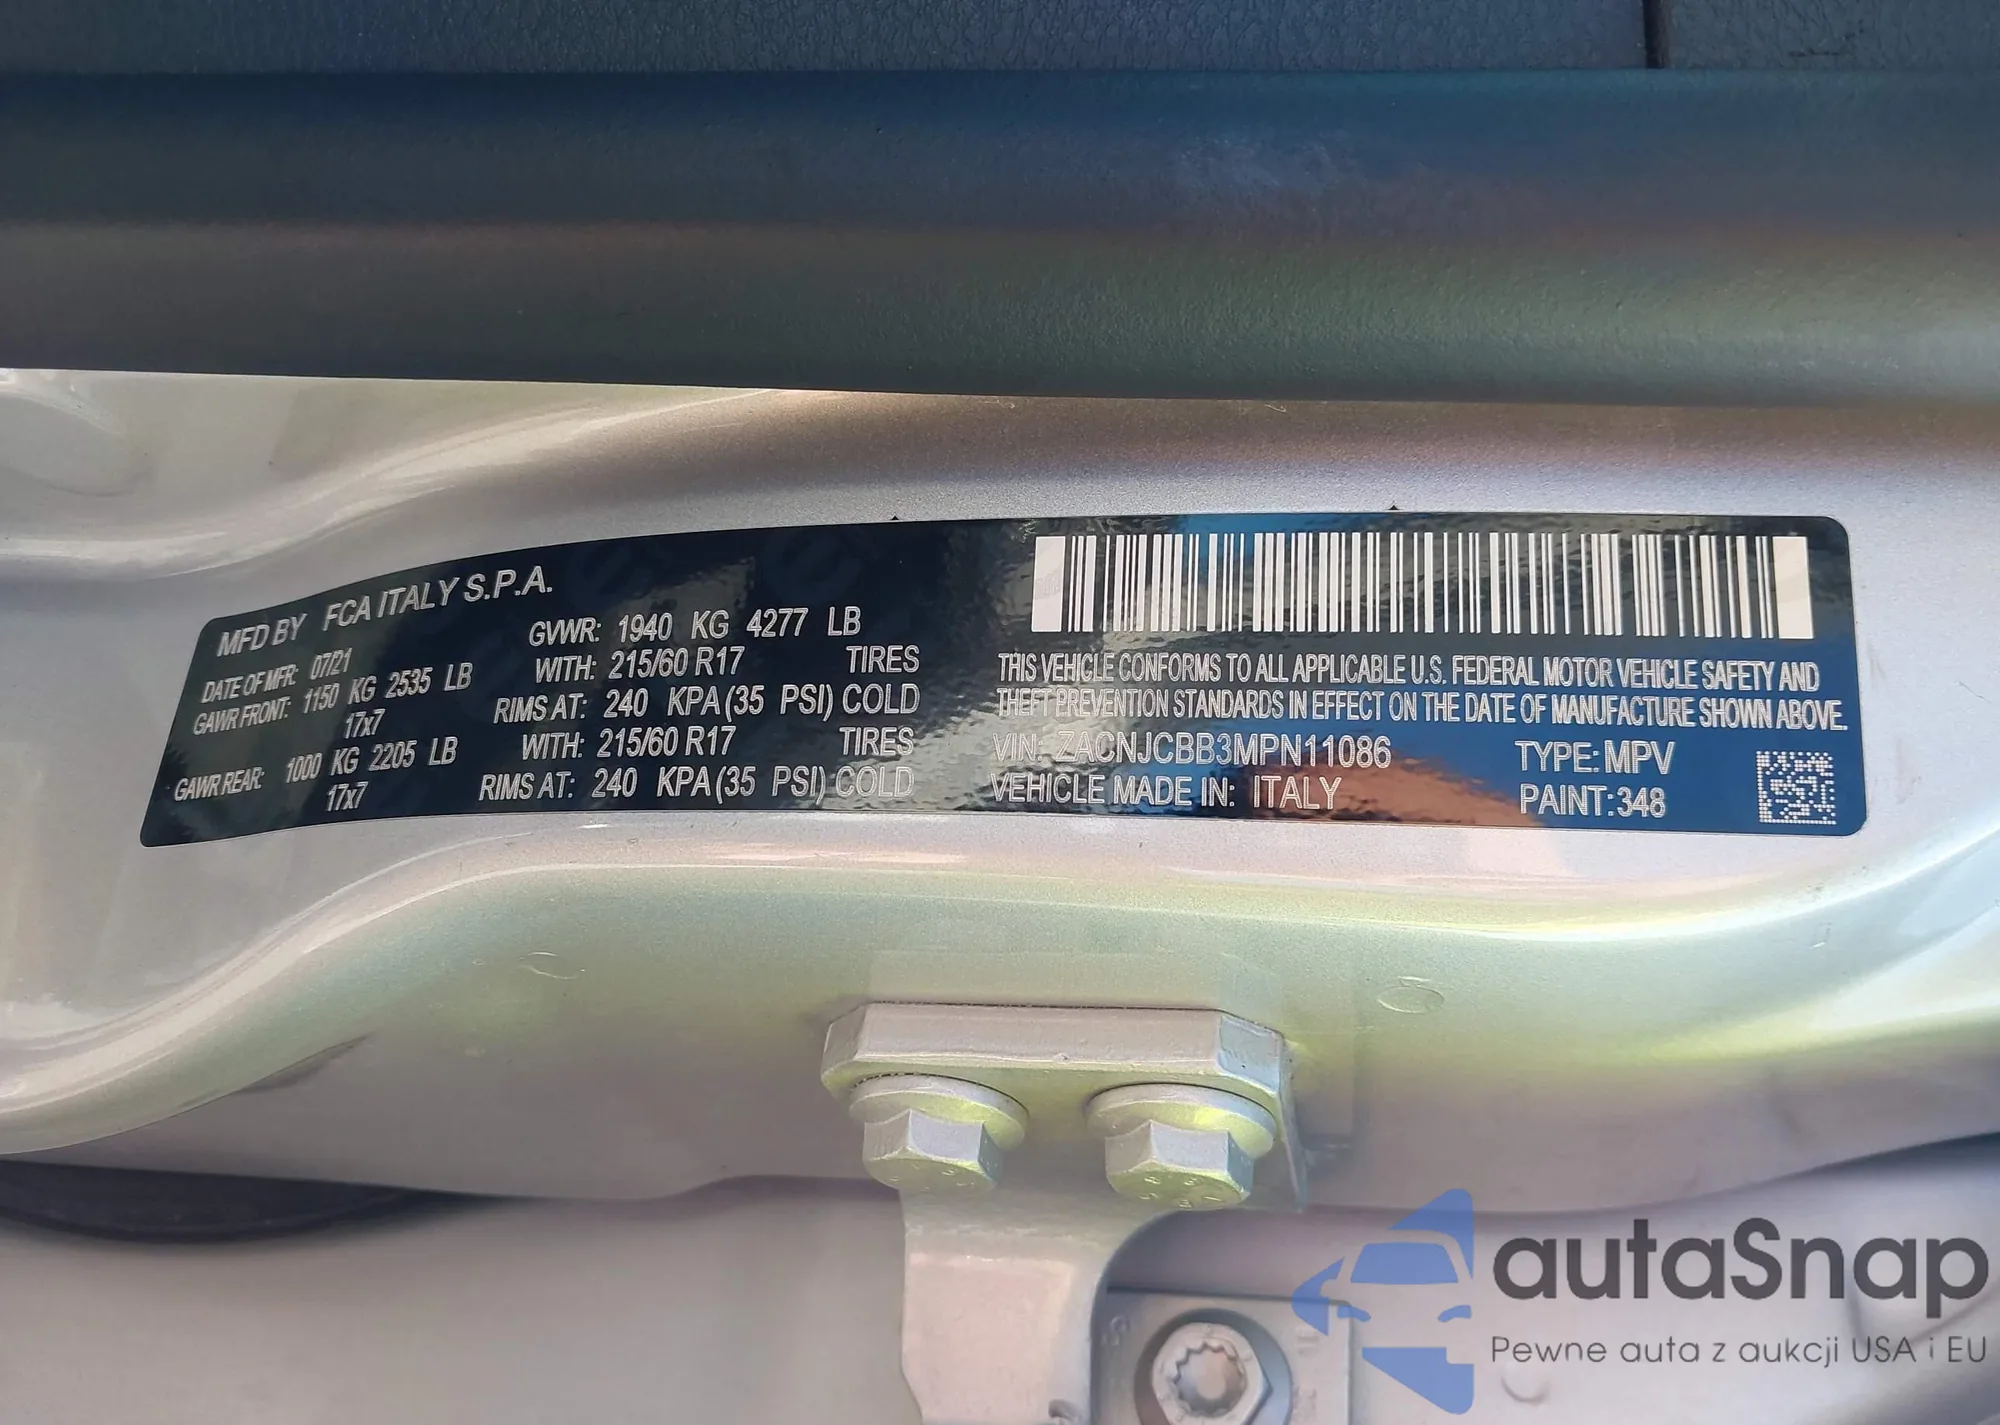 MFD BY FCA ITALY S.P.A.
DATE OF MFR: 07/21 GVWR: 1940 KG 4277 LB
GAWR FRONT: 1150 KG 2535 LB WITH: 215/60 R17 TIRES
17x7 RIMS AT: 240 KPA (35 PSI) COLD
GAWR REAR: 1000 KG 2205 LB WITH: 215/60 R17 TIRES
17x7 RIMS AT: 240 KPA (35 PSI) COLD
THIS VEHICLE CONFORMS TO ALL APPLICABLE U.S. FEDERAL MOTOR VEHICLE SAFETY AND
THEFT PREVENTION STANDARDS IN EFFECT ON THE DATE OF MANUFACTURE SHOWN ABOVE.
VIN: ZACNJCBB3MPN11086 TYPE: MPV
VEHICLE MADE IN: ITALY PAINT: 348
autaSnap
Pewne auta z aukcji USA i EU